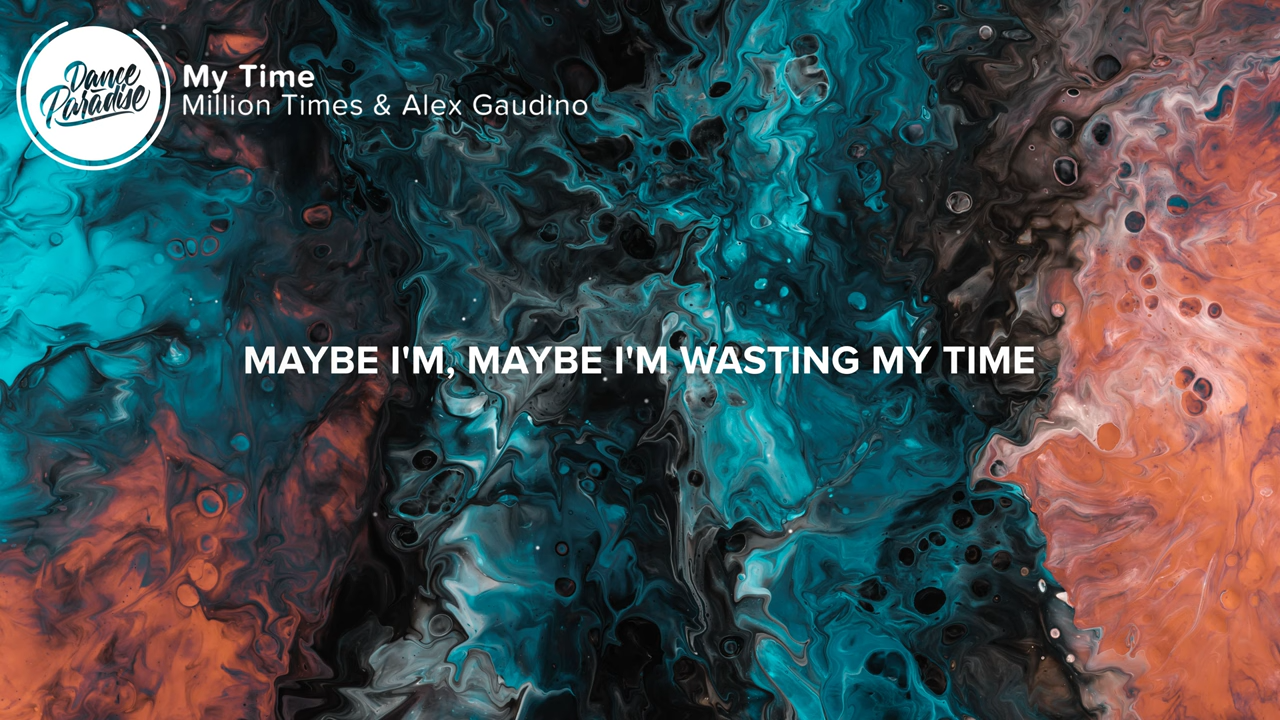 Dance
Paradise
My Time
Million Times & Alex Gaudino
MAYBE I'M, MAYBE I'M WASTING MY TIME